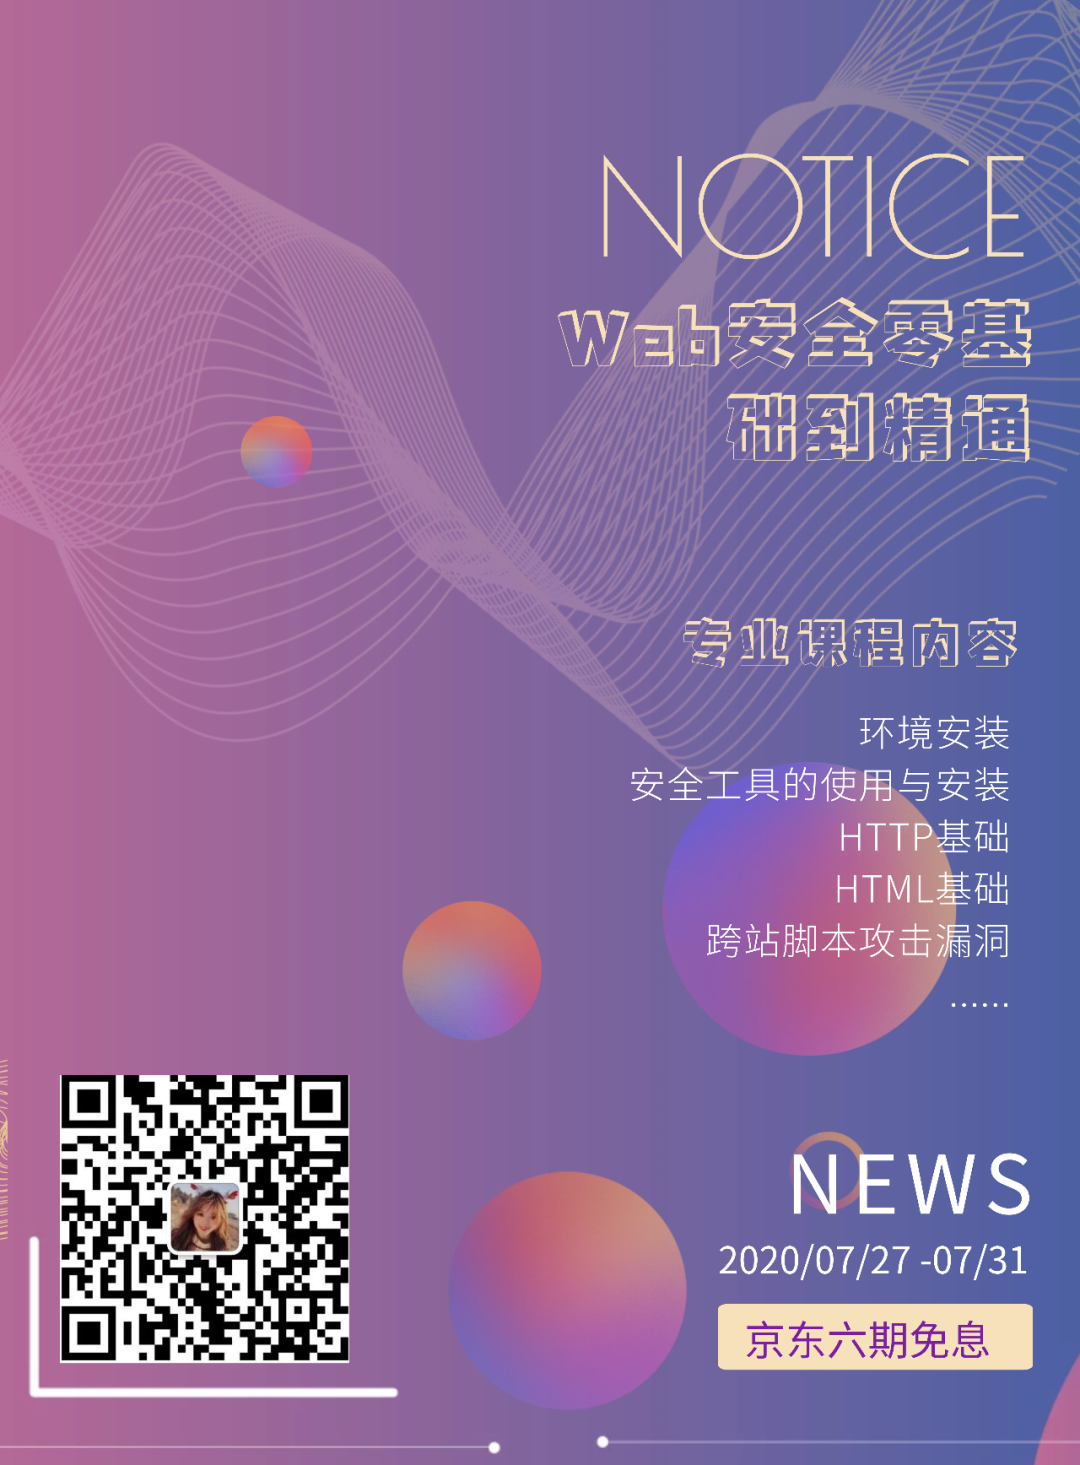 NOTICE
Web安全零基
础到精通
专业课程内容
环境安装
安全工具的使用与安装
HTTP基础
HTML基础
跨站脚本攻击漏洞
......
NEWS
2020/07/27 -07/31
京东六期免息